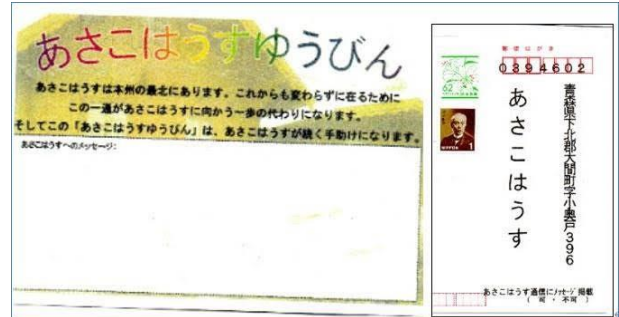 あさこはうすゆうびん
あさこはうすは本州の最北にあります。これからも変わらずに在るために
この一通があさこはうすに向かう一歩の代わりになります。
そしてこの「あさこはうすゆうびん」は、あさこはうすが続く手助けになります。
あさこはうすへのメッセージ:
郵便はがき
0894602
62
NIPPON 1
青森県下北郡大間町字小奥戸396
あさこはうす
あさこはうす通信にメッセージ掲載
( 可 ・ 不可 )